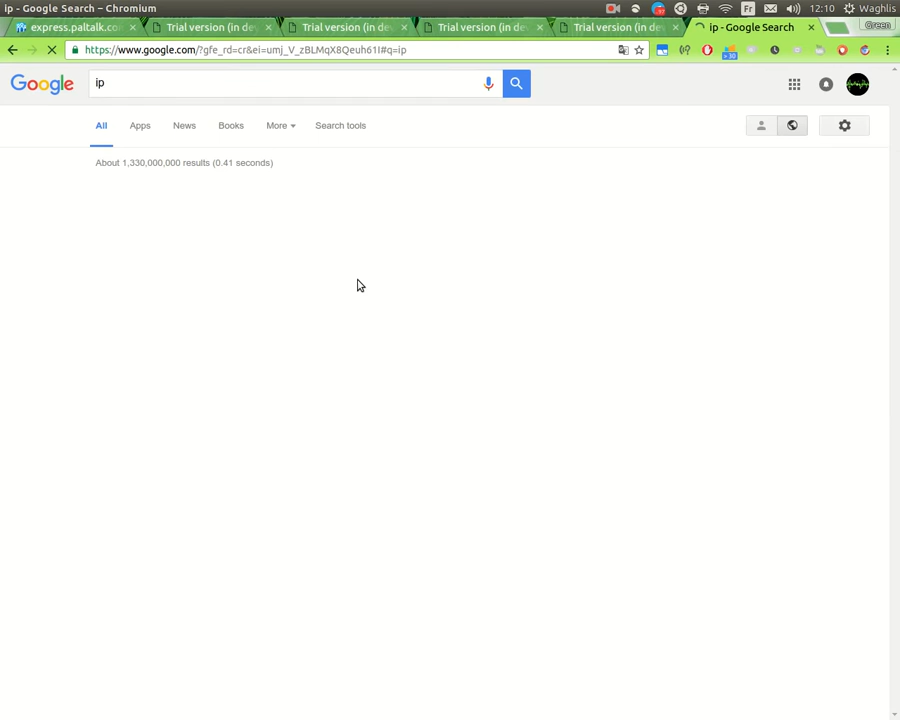 ip - Google Search – Chromium
Fr
12:10
Waghlis
express.paltalk.co
Trial version (in de
Trial version (in de
Trial version (in de
Trial version (in de
ip - Google Search
Green
https://www.google.com/?gfe_rd=cr&ei=umj_V_zBLMqX8Qeuh61I#q=ip
>30
Google
ip
All
Apps
News
Books
More
Search tools
About 1,330,000,000 results (0.41 seconds)